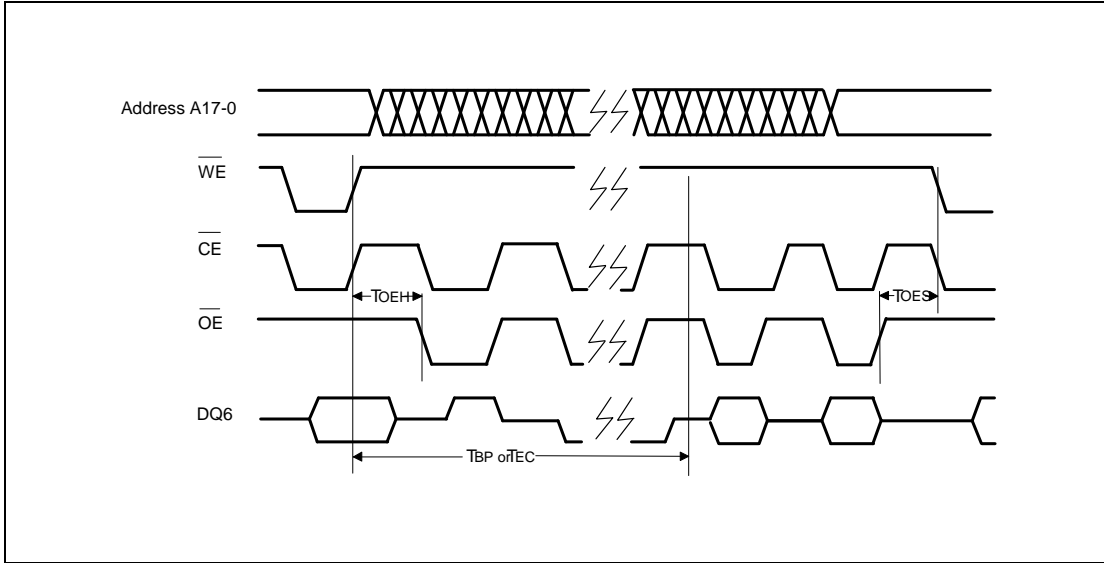 Address A17-0
WE
CE
TOEH
TOES
OE
DQ6
TBP orTEC